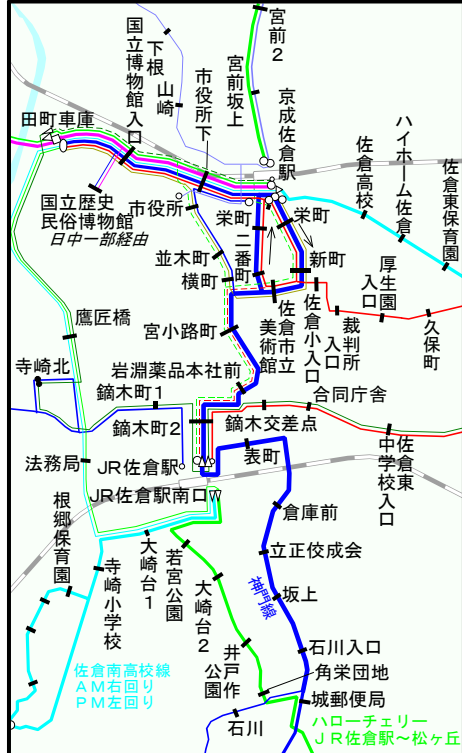 宮前２
下根
山崎
国立博物館入口
宮前坂上
市役所下
京成佐倉駅
田町車庫
ハイホーム佐倉
佐倉高校
佐倉東保育園
国立歴史
民俗博物館
日中一部経由
市役所
栄町
栄町
二番町
新町
並木町
横町
佐倉市立
美術館
佐倉小入口
裁判所
入口
厚生園
入口
久保町
鷹匠橋
宮小路町
寺崎北
岩淵薬品本社前
鏑木町１
合同庁舎
鏑木町２
鏑木交差点
佐倉東
中学校入口
表町
法務局
JR佐倉駅
JR佐倉駅南口
倉庫前
根郷保育園
寺崎小学校
大崎台１
若宮公園
大崎台２
立正佼成会
神門線
坂上
井戸作
公園
石川入口
角栄団地
城郵便局
石川
佐倉南高校線
ＡＭ右回り
ＰＭ左回り
ハローチェリー
ＪＲ佐倉駅～松ヶ丘